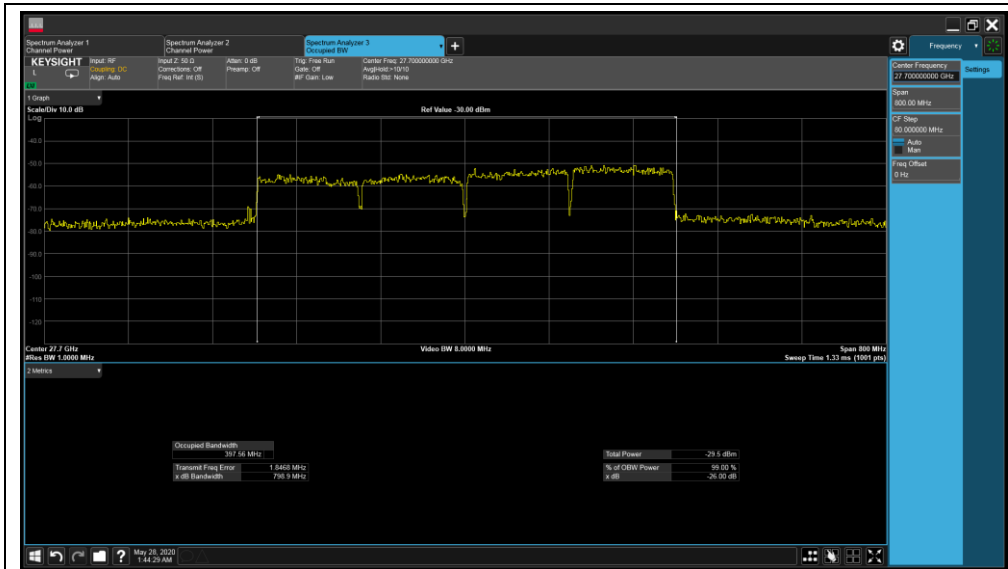 Spectrum Analyzer 1
Channel Power
Spectrum Analyzer 2
Channel Power
Spectrum Analyzer 3
Occupied BW
+
Frequency
KEYSIGHT
L
Input: RF
Coupling: DC
Align: Auto
Input Z: 50 Ω
Corrections: Off
Freq Ref: Int (S)
Atten: 0 dB
Preamp: Off
Trig: Free Run
Gate: Off
#IF Gain: Low
Center Freq: 27.700000000 GHz
Avg|Hold:>10/10
Radio Std: None
Center Frequency
27.700000000 GHz
Settings
Span
800.00 MHz
CF Step
80.000000 MHz
Auto
Man
Freq Offset
0 Hz
1 Graph
Scale/Div 10.0 dB
Ref Value -30.00 dBm
Log
-40.0
-50.0
-60.0
-70.0
-80.0
-90.0
-100
-110
-120
Center 27.7 GHz
Video BW 8.0000 MHz
Span 800 MHz
#Res BW 1.0000 MHz
Sweep Time 1.33 ms (1001 pts)
2 Metrics
Occupied Bandwidth
397.56 MHz
Total Power -29.5 dBm
Transmit Freq Error 1.8468 MHz
% of OBW Power 99.00 %
x dB Bandwidth 798.9 MHz
x dB -26.00 dB
?
May 28, 2020
1:44:29 AM